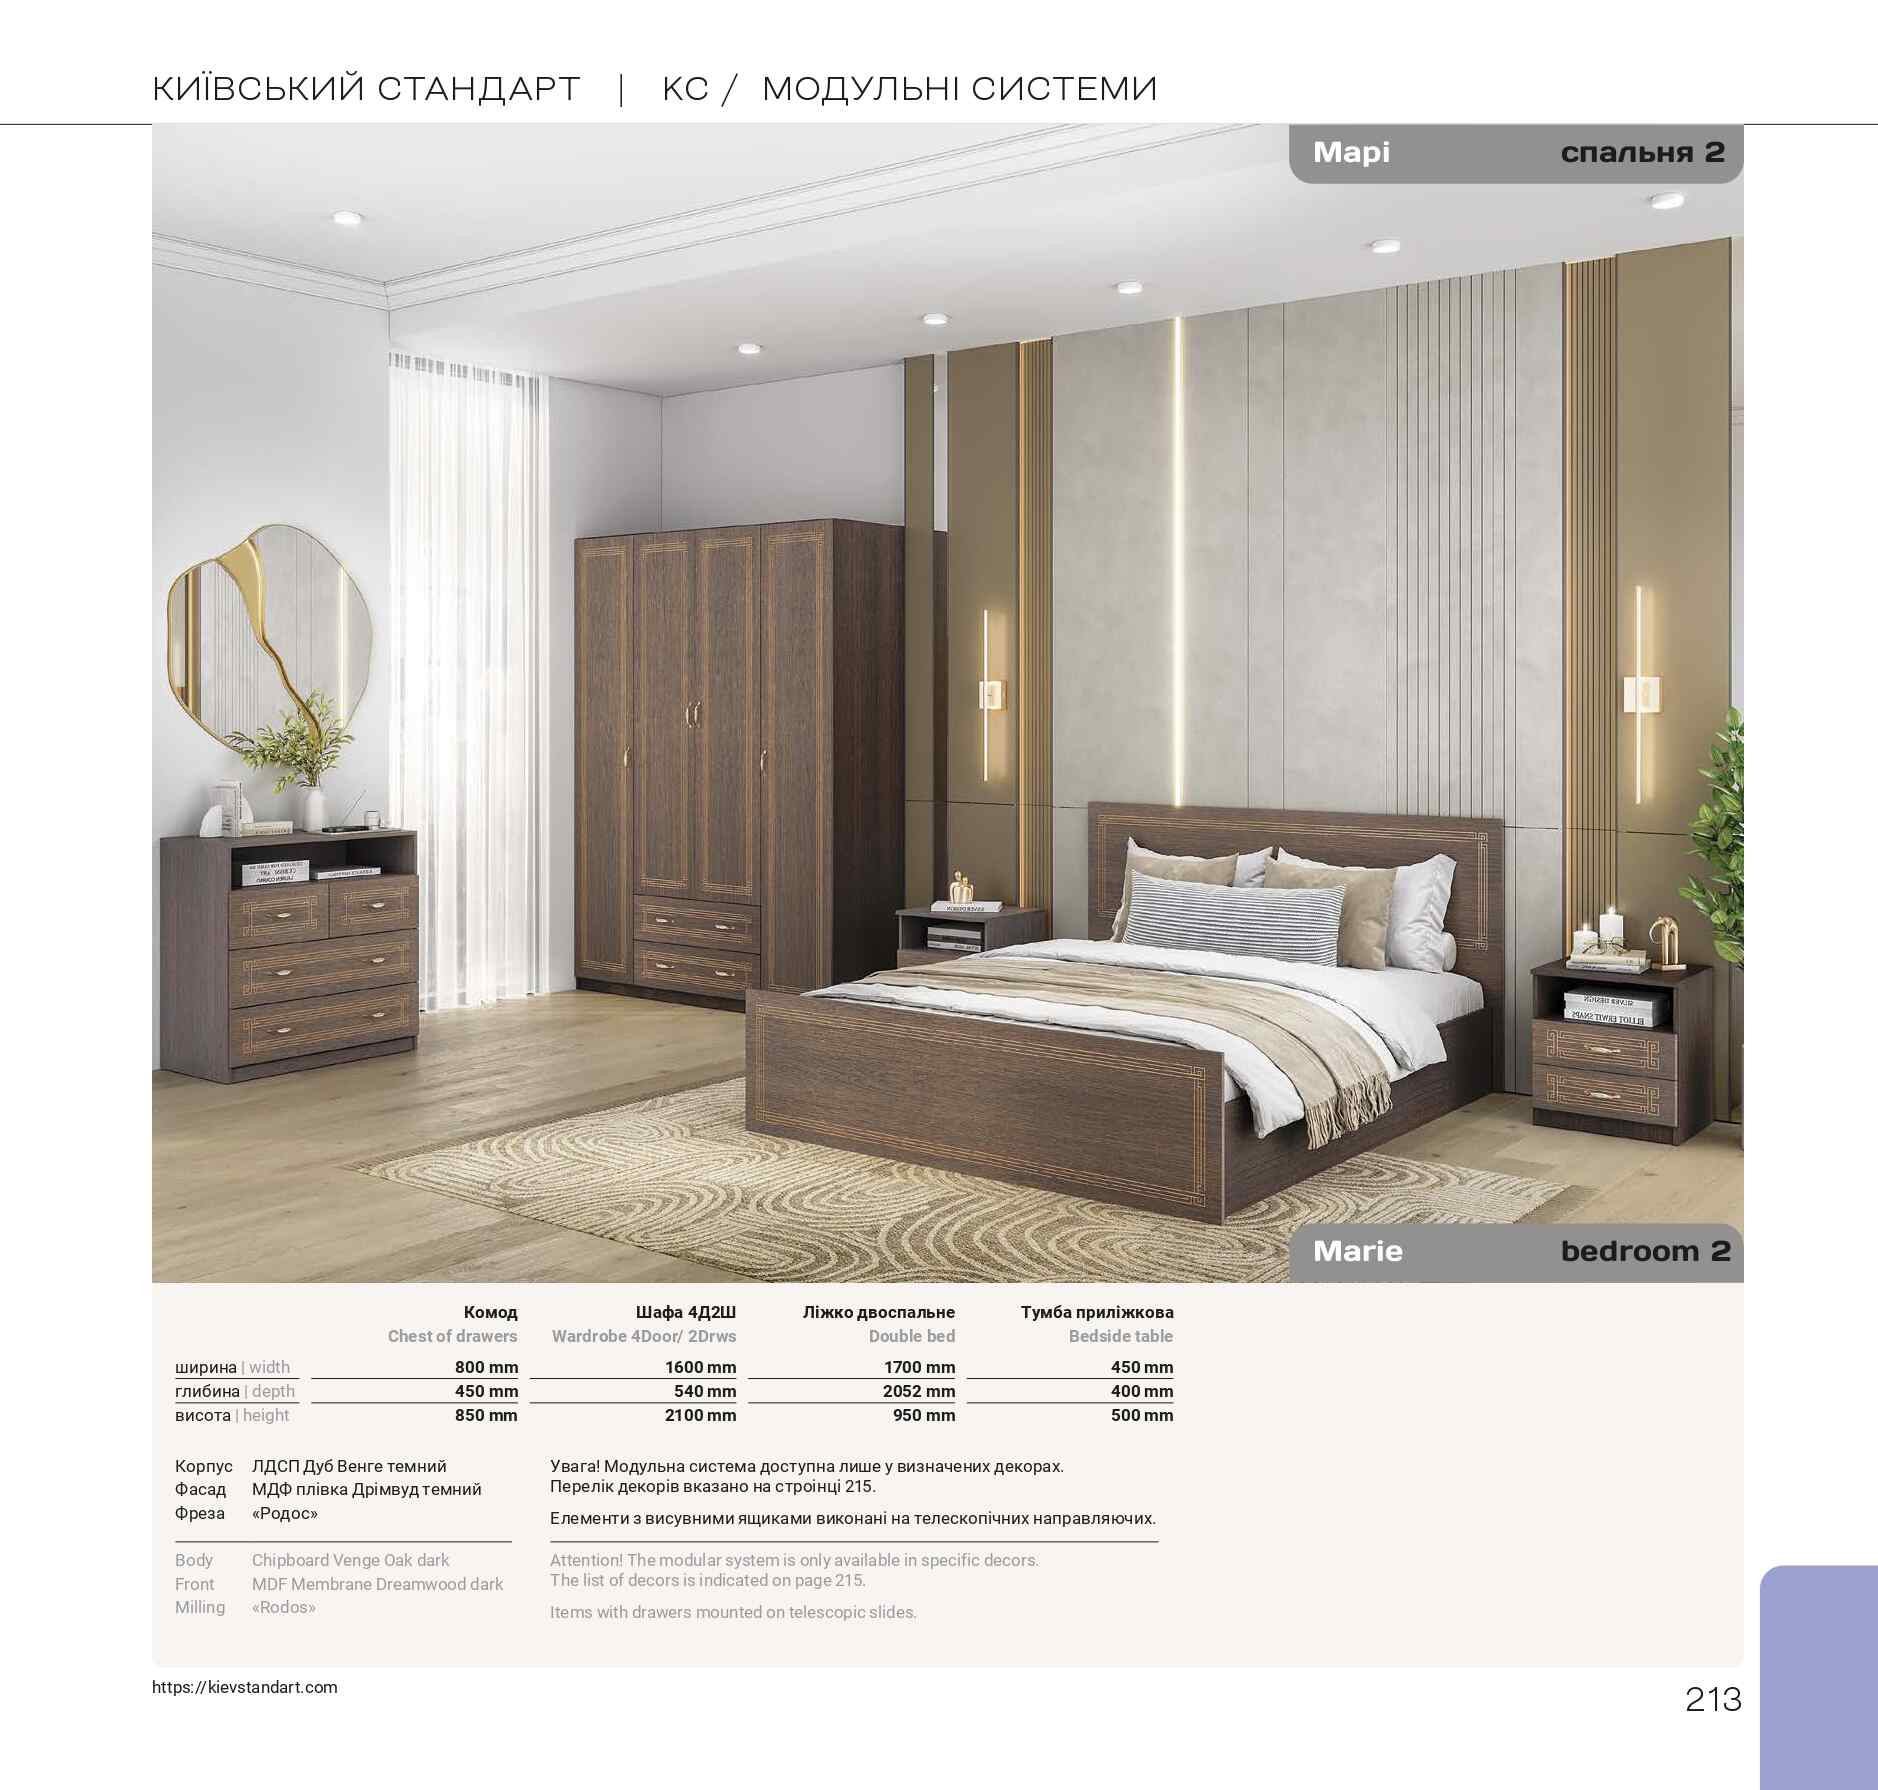 КИЇВСЬКИЙ СТАНДАРТ | КС / МОДУЛЬНІ СИСТЕМИ
Марі спальня 2
Marie bedroom 2
Комод Шафа 4Д2Ш Ліжко двоспальне Тумба приліжкова
Chest of drawers Wardrobe 4Door/ 2Drws Double bed Bedside table
ширина | width 800 mm 1600 mm 1700 mm 450 mm
глибина | depth 450 mm 540 mm 2052 mm 400 mm
висота | height 850 mm 2100 mm 950 mm 500 mm
Корпус ЛДСП Дуб Венге темний
Фасад МДФ плівка Дрімвуд темний
Фреза «Родос»
Увага! Модульна система доступна лише у визначених декорах.
Перелік декорів вказано на строінці 215.
Елементи з висувними ящиками виконані на телескопічних направляючих.
Body Chipboard Venge Oak dark
Front MDF Membrane Dreamwood dark
Milling «Rodos»
Attention! The modular system is only available in specific decors.
The list of decors is indicated on page 215.
Items with drawers mounted on telescopic slides.
https://kievstandart.com
213